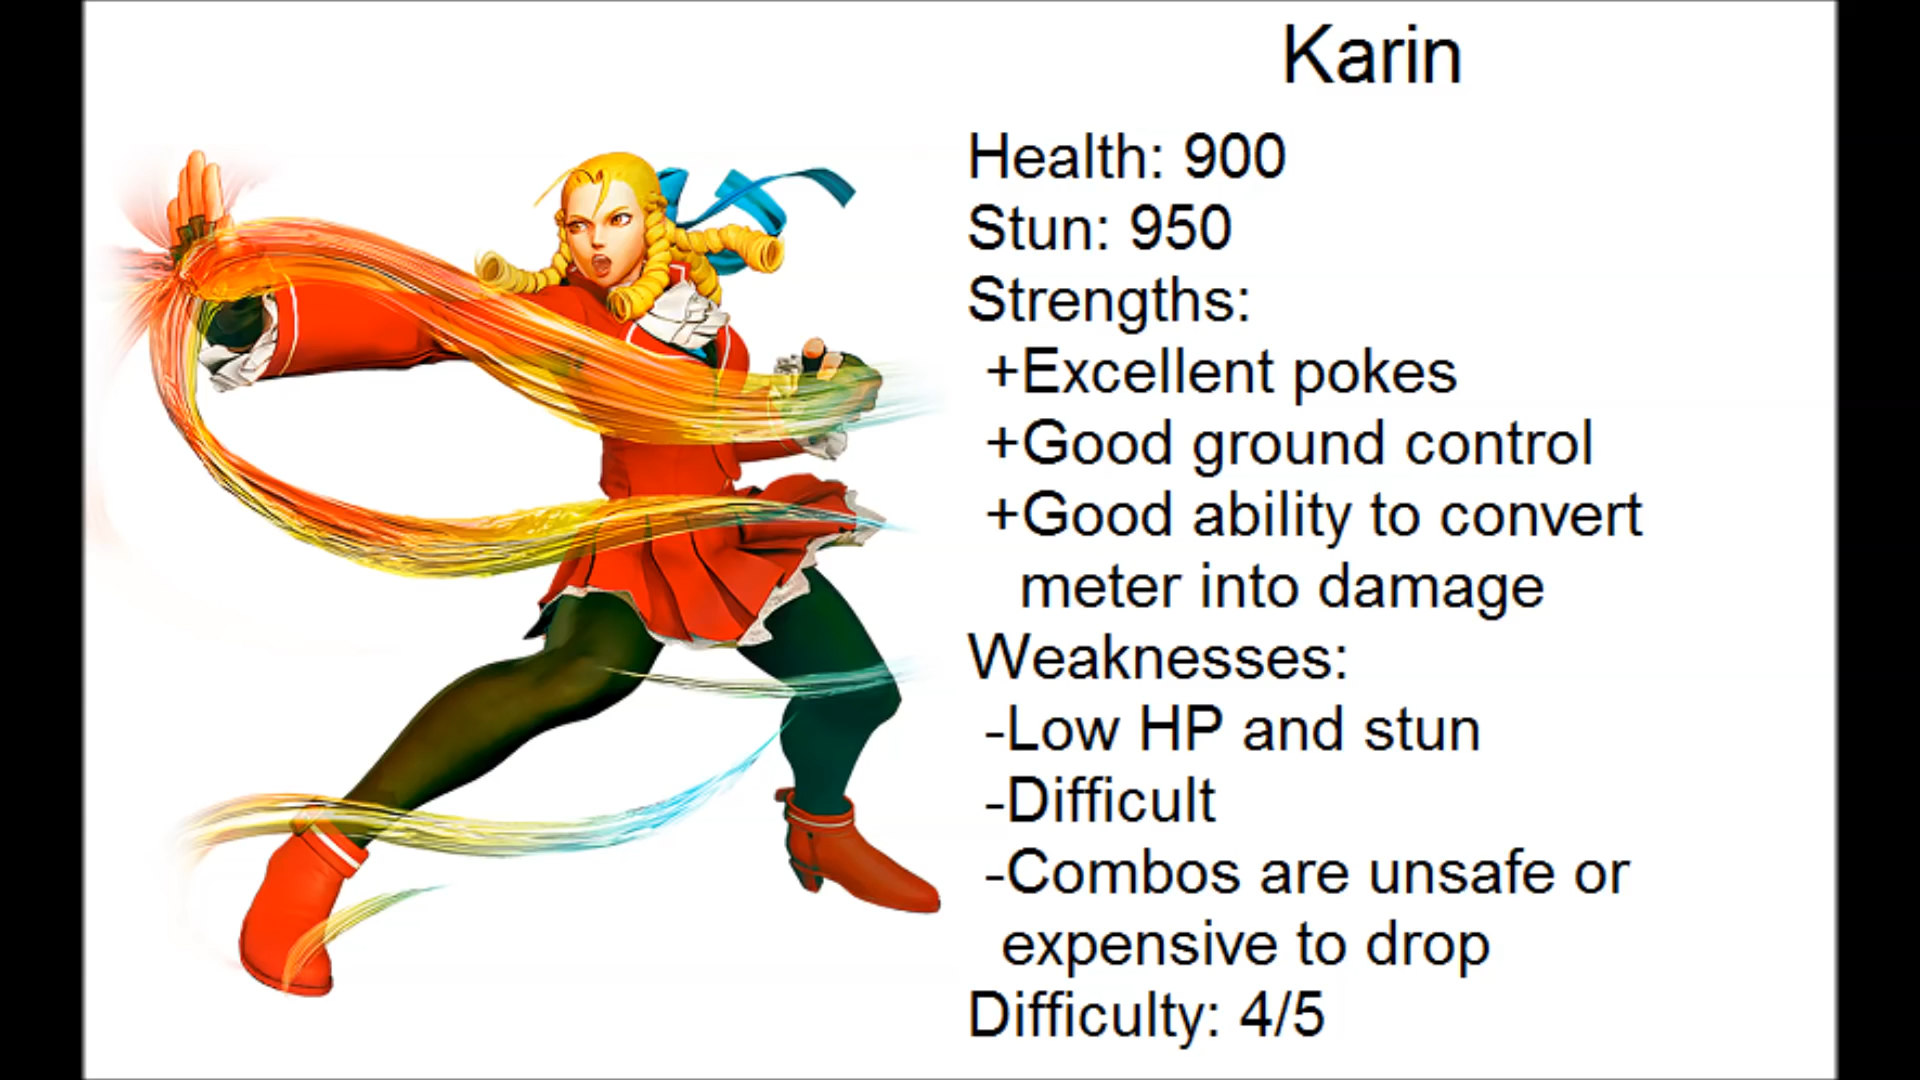 Karin
Health: 900
Stun: 950
Strengths:
+Excellent pokes
+Good ground control
+Good ability to convert
meter into damage
Weaknesses:
-Low HP and stun
-Difficult
-Combos are unsafe or
expensive to drop
Difficulty: 4/5